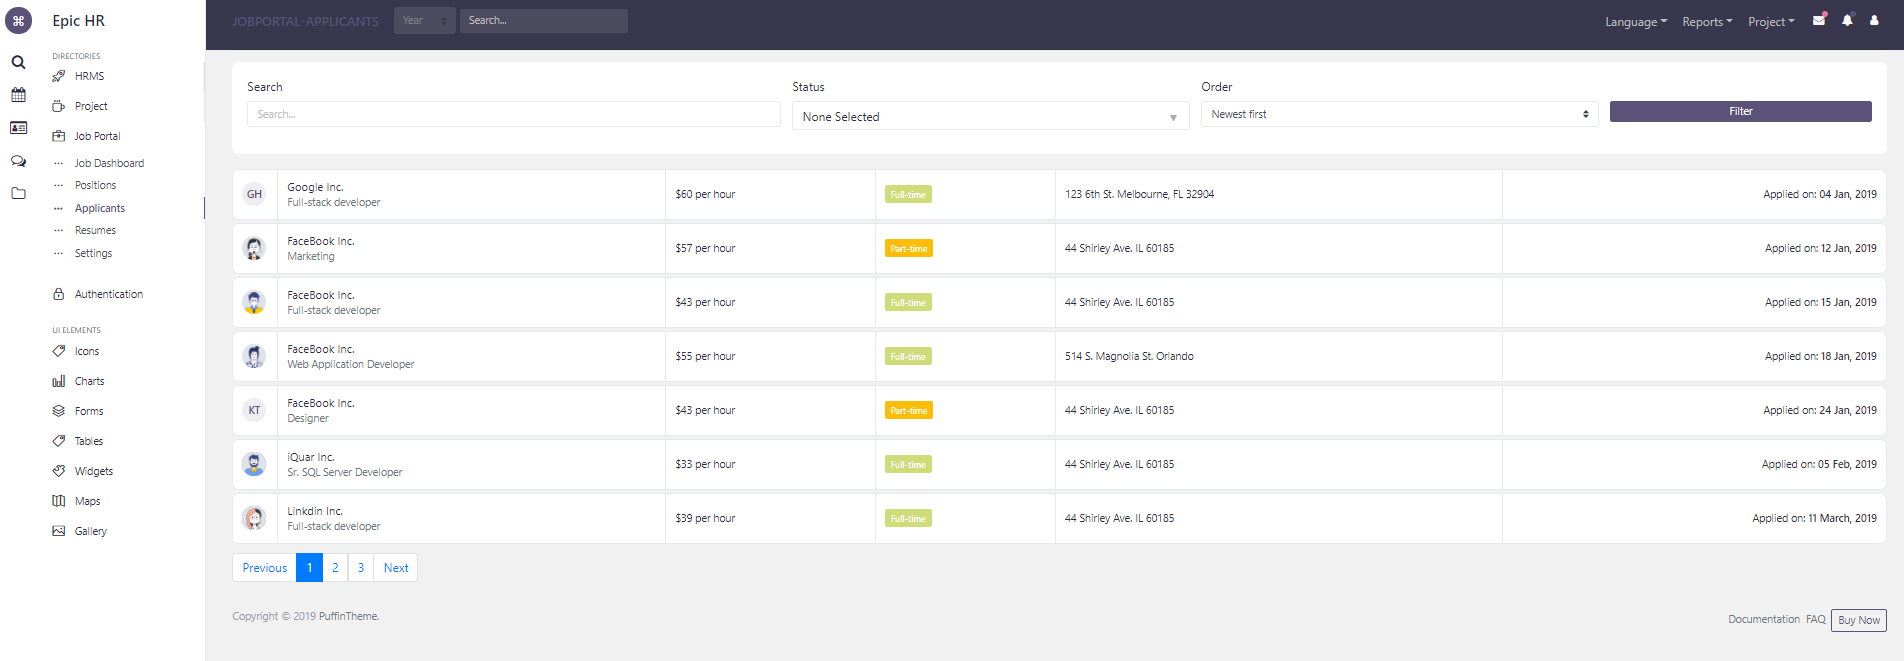 Epic HR
DIRECTORIES
HRMS
Project
Job Portal
Job Dashboard
Positions
Applicants
Resumes
Settings
Authentication
UI ELEMENTS
Icons
Charts
Forms
Tables
Widgets
Maps
Gallery
JOBPORTAL-APPLICANTS Year Search... Language Reports Project
Search Status Order
Search... None Selected Newest first Filter
GH Google Inc. $60 per hour Full-time 123 6th St. Melbourne, FL 32904 Applied on: 04 Jan, 2019
Full-stack developer
FaceBook Inc. $57 per hour Part-time 44 Shirley Ave. IL 60185 Applied on: 12 Jan, 2019
Marketing
FaceBook Inc. $43 per hour Full-time 44 Shirley Ave. IL 60185 Applied on: 15 Jan, 2019
Full-stack developer
FaceBook Inc. $55 per hour Full-time 514 S. Magnolia St. Orlando Applied on: 18 Jan, 2019
Web Application Developer
KT FaceBook Inc. $43 per hour Part-time 44 Shirley Ave. IL 60185 Applied on: 24 Jan, 2019
Designer
iQuar Inc. $33 per hour Full-time 44 Shirley Ave. IL 60185 Applied on: 05 Feb, 2019
Sr. SQL Server Developer
Linkdin Inc. $39 per hour Full-time 44 Shirley Ave. IL 60185 Applied on: 11 March, 2019
Full-stack developer
Previous 1 2 3 Next
Copyright © 2019 PuffinTheme. Documentation FAQ Buy Now